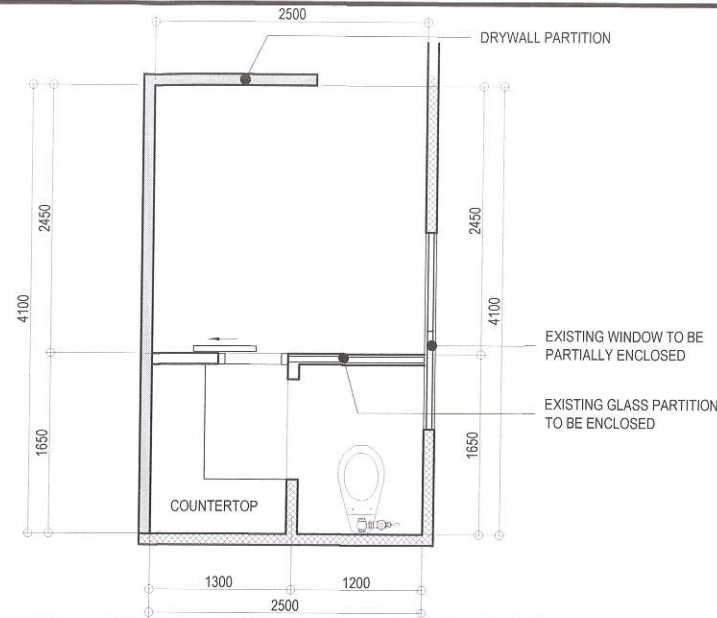 2500
DRYWALL PARTITION
2450
4100
1650
2450
4100
1650
EXISTING WINDOW TO BE
PARTIALLY ENCLOSED
EXISTING GLASS PARTITION
TO BE ENCLOSED
COUNTERTOP
1300
1200
2500